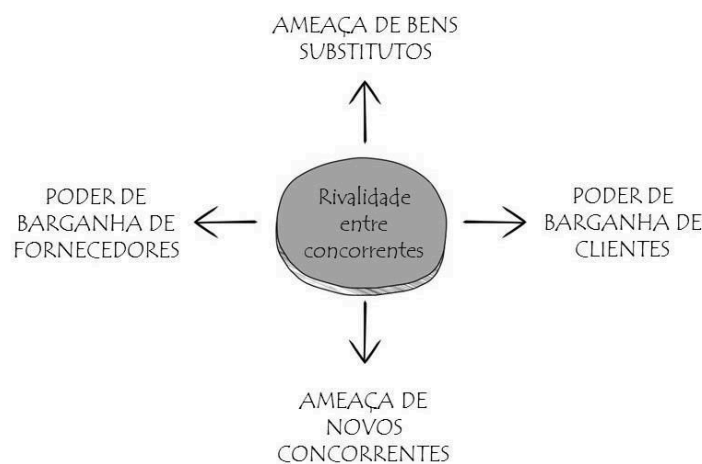 AMEAÇA DE BENS
SUBSTITUTOS
PODER DE
BARGANHA DE
FORNECEDORES
Rivalidade
entre
concorrentes
PODER DE
BARGANHA DE
CLIENTES
AMEAÇA DE
NOVOS
CONCORRENTES